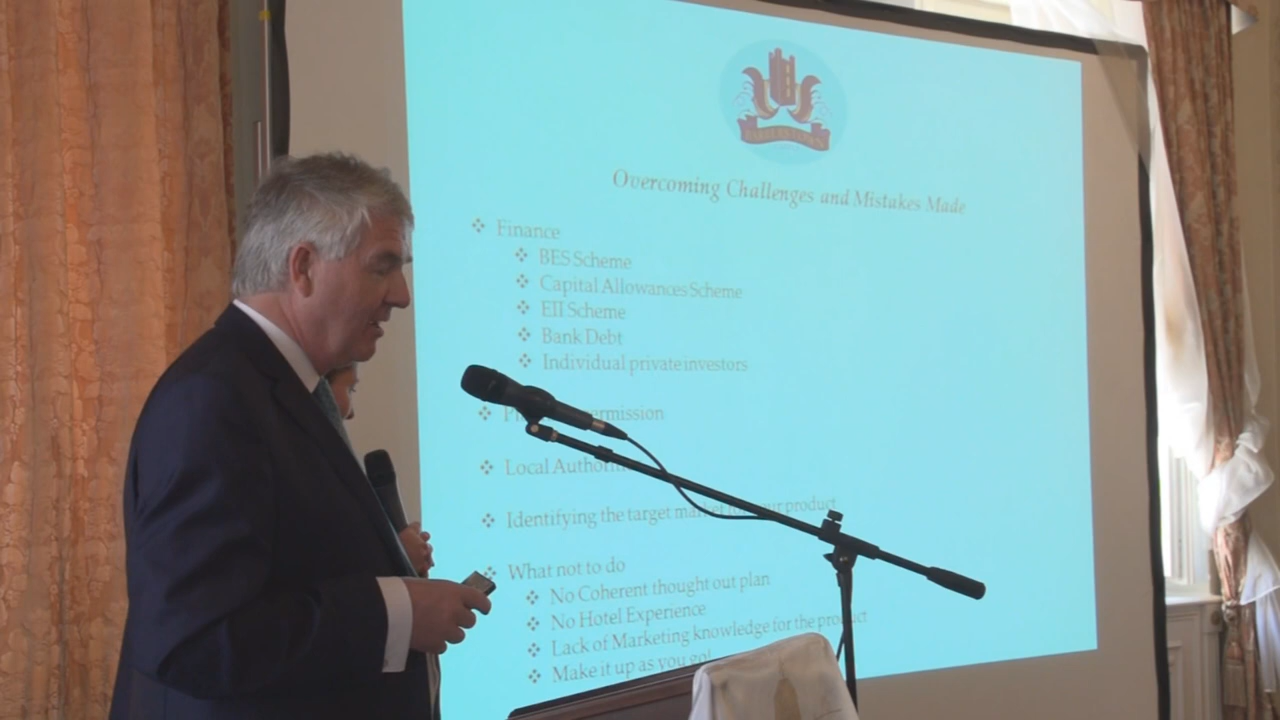 Overcoming Challenges and Mistakes Made
Finance
BES Scheme
Capital Allowances Scheme
EII Scheme
Bank Debt
Individual private investors
Local
Identifying the target product
What not to do
No Coherent thought out plan
No Hotel Experience
Lack of Marketing knowledge for the product
Make it up as you go!